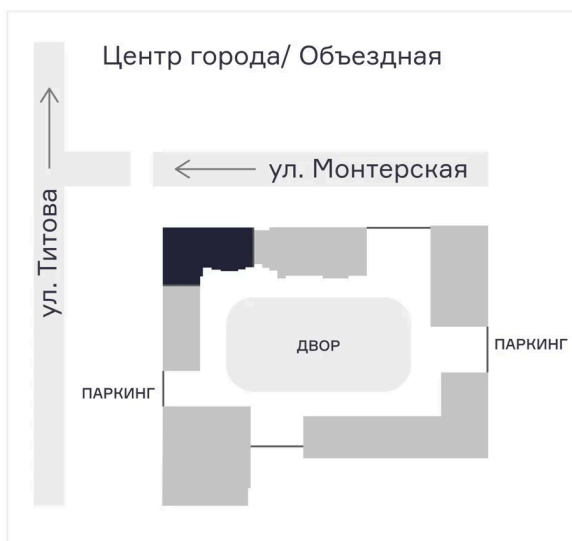 Центр города/ Объездная
ул. Монтерская
ул. Титова
ДВОР
ПАРКИНГ
ПАРКИНГ